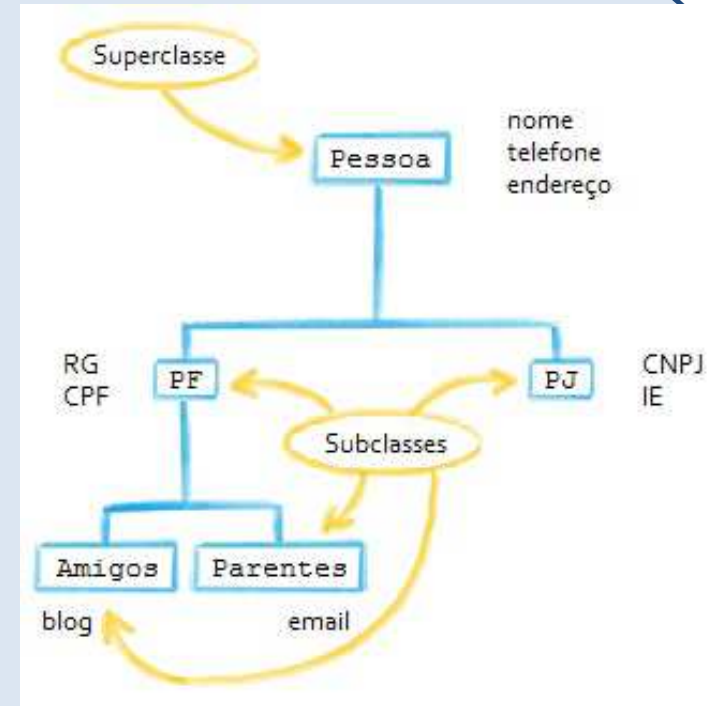 Superclasse
Pessoa
nome
telefone
endereço
RG
CPF
PF
PJ
CNPJ
IE
Subclasses
Amigos
Parentes
blog
email